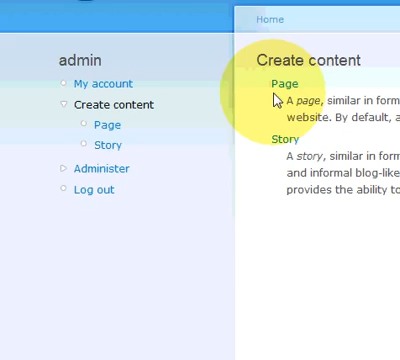 Home
admin
My account
Create content
Page
Story
Administer
Log out
Create content
Page
A page, similar in form
website. By default, a
Story
A story, similar in form
and informal blog-like
provides the ability to